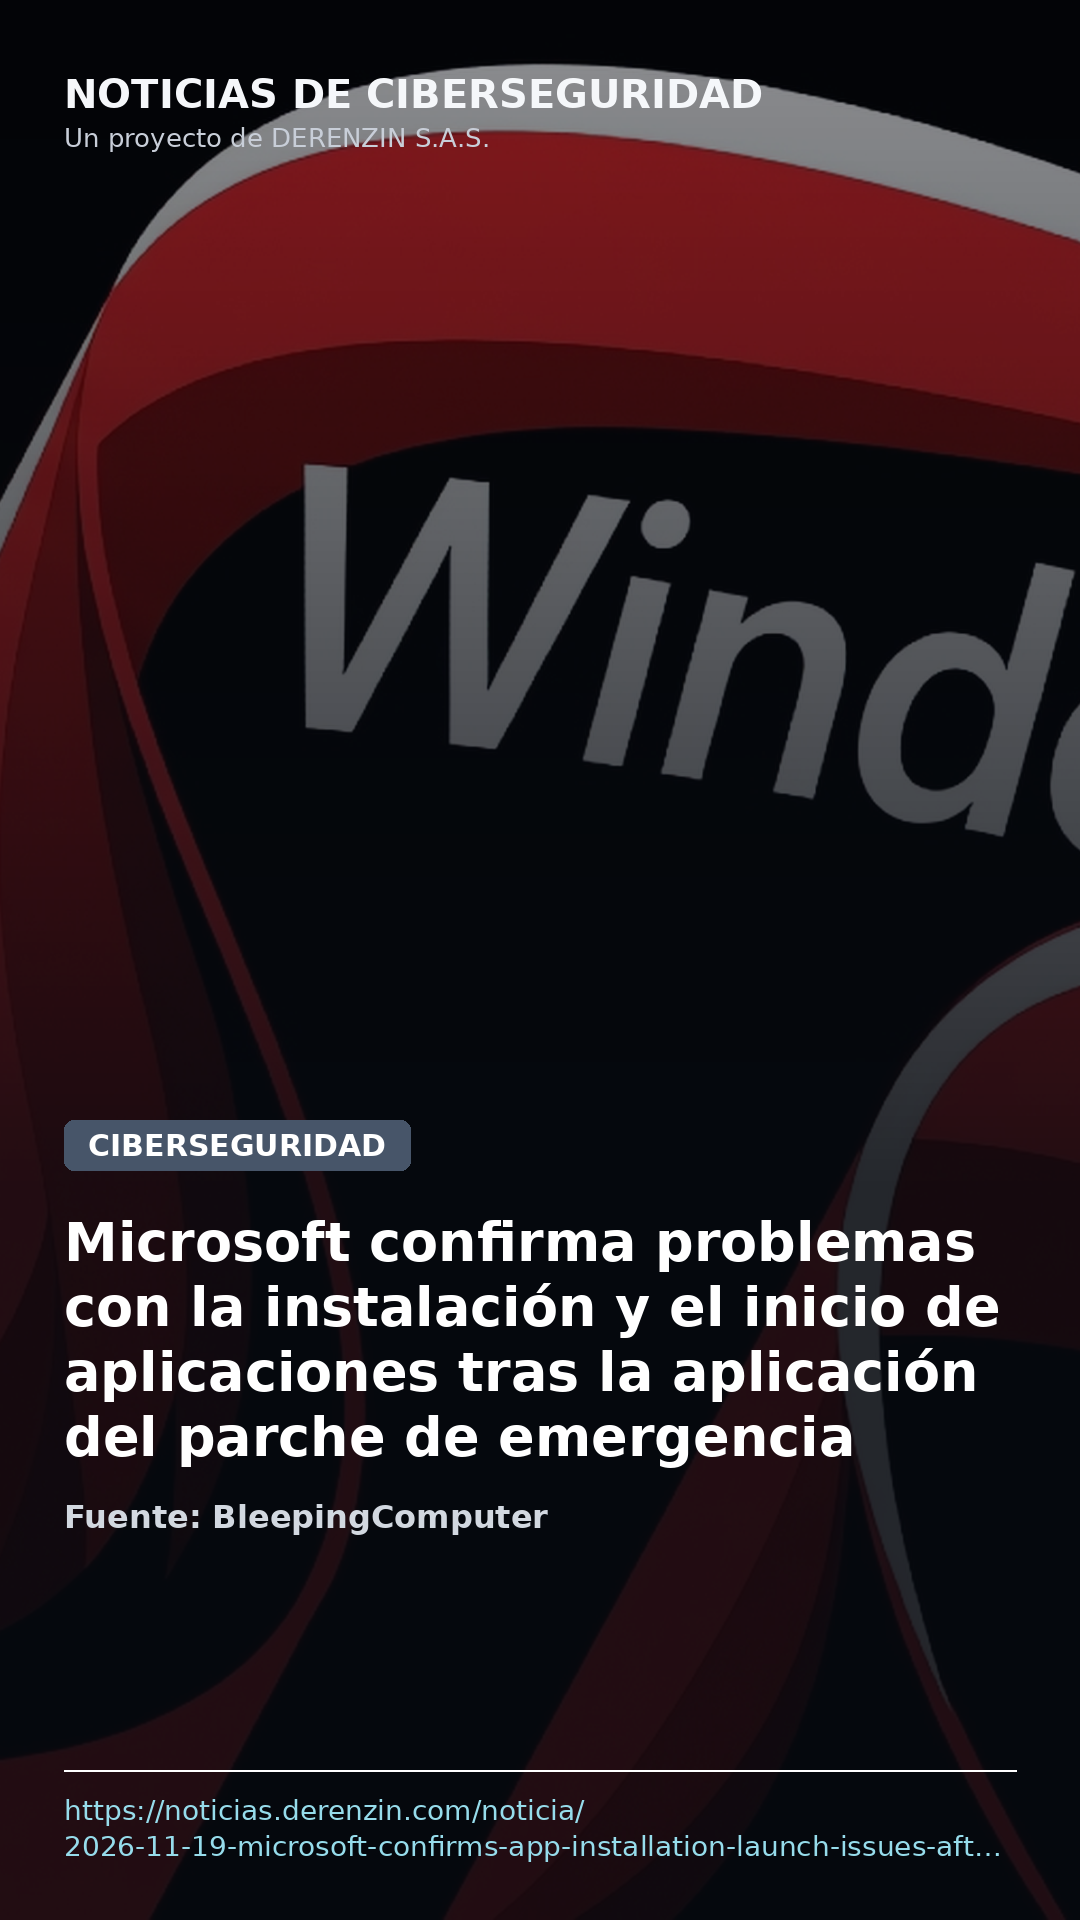 NOTICIAS DE CIBERSEGURIDAD
Un proyecto de DERENZIN S.A.S.
Windo
CIBERSEGURIDAD
Microsoft confirma problemas
con la instalación y el inicio de
aplicaciones tras la aplicación
del parche de emergencia
Fuente: BleepingComputer
https://noticias.derenzin.com/noticia/
2026-11-19-microsoft-confirms-app-installation-launch-issues-aft...